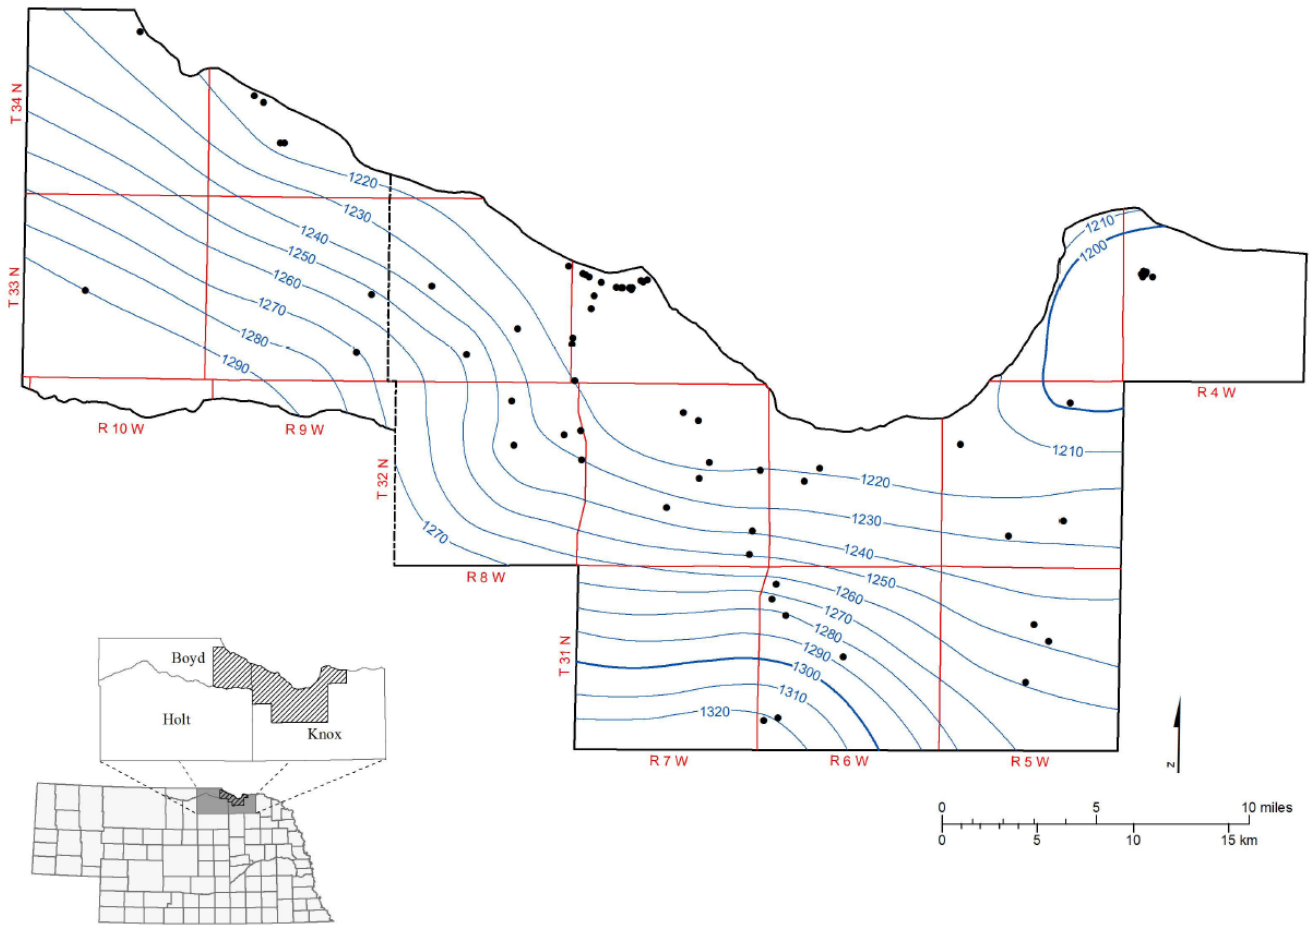 T 34 N
1210
1220
1200
1230
1240
1250
T 33 N
1260
1270
1280
1290
R 4 W
R 10 W
R 9 W
1210
T 32 N
1220
1230
1270
1240
R 8 W
1250
1260
1270
1280
1290
T 31 N
1300
1310
1320
R 7 W
R 6 W
R 5 W
Boyd
Holt
Knox
N
0 5 10 miles
0 5 10 15 km